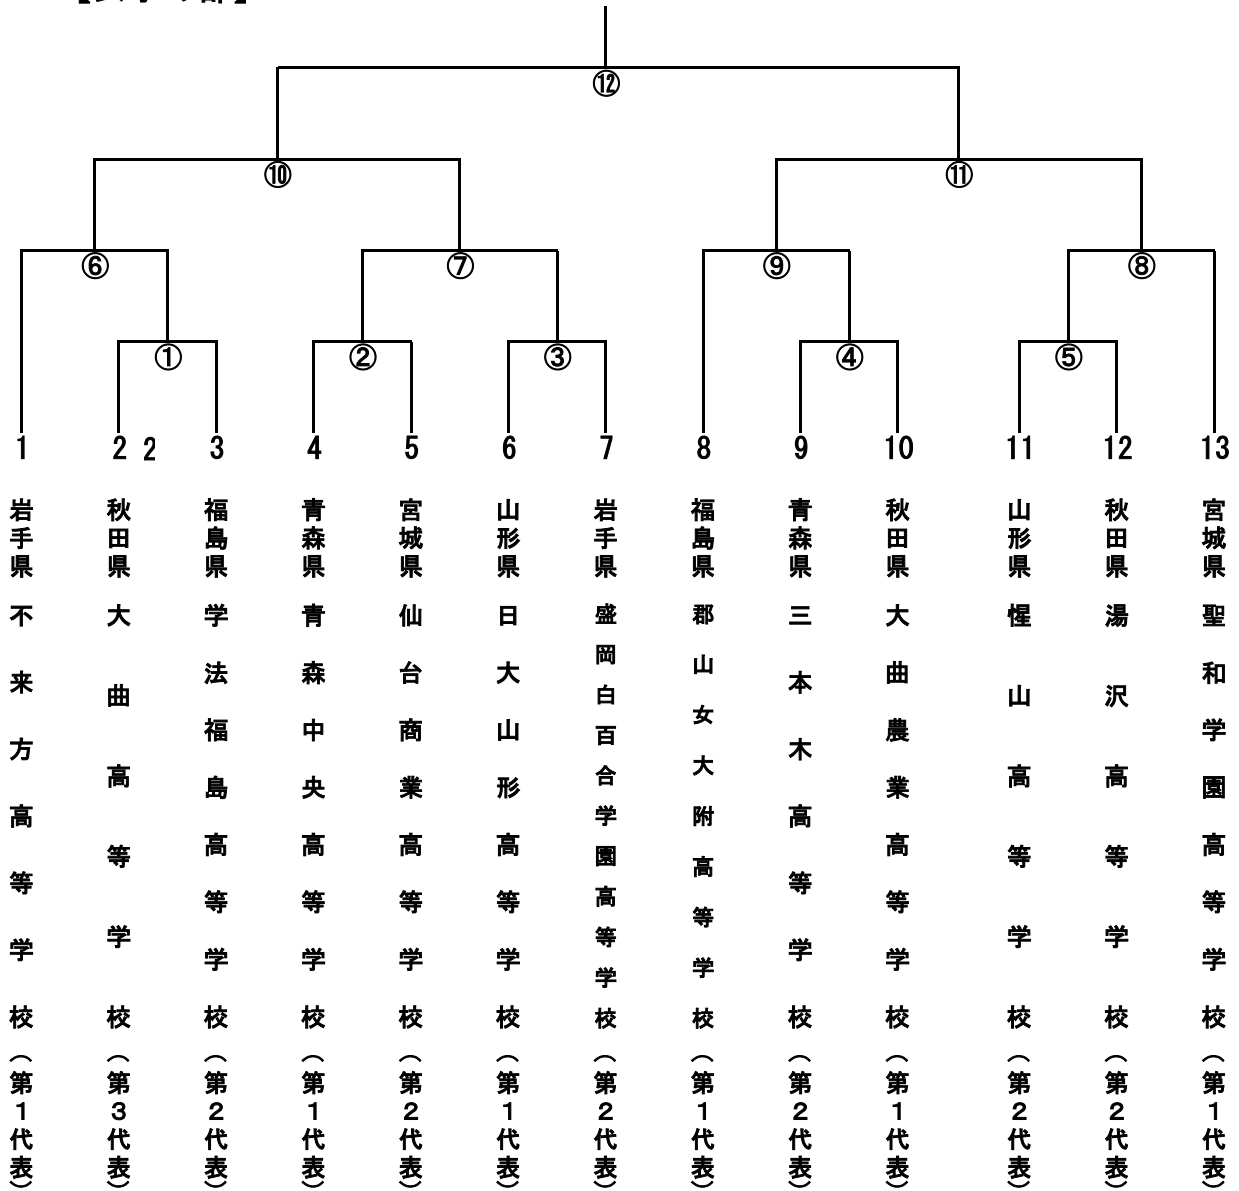 ⑫
⑩
⑪
⑥
⑦
⑨
⑧
①
②
③
④
⑤
1 2 2 3 4 5 6 7 8 9 10 11 12 13
岩手県 不来方高等学校（第1代表）
秋田県 大曲高等学校（第3代表）
福島県 学法福島高等学校（第2代表）
青森県 青森中央高等学校（第1代表）
宮城県 仙台商業高等学校（第2代表）
山形県 日大山形高等学校（第1代表）
岩手県 盛岡白百合学園高等学校（第2代表）
福島県 郡山女大附高等学校（第1代表）
青森県 三本木高等学校（第2代表）
秋田県 大曲農業高等学校（第1代表）
山形県 惺山高等学校（第2代表）
秋田県 湯沢高等学校（第2代表）
宮城県 聖和学園高等学校（第1代表）